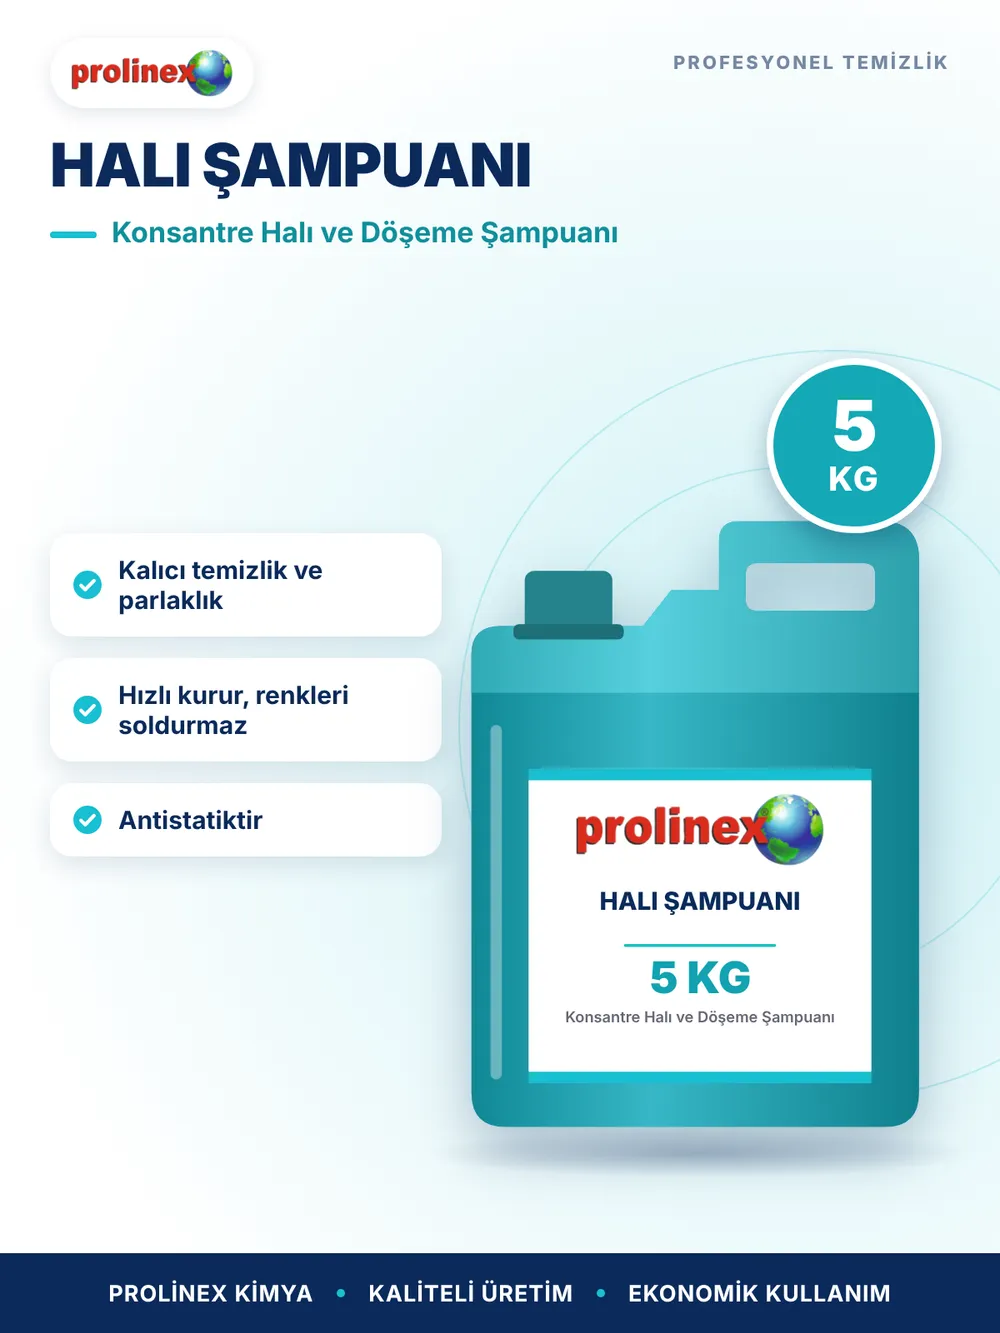 prolinex
PROFESYONEL TEMİZLİK
HALI ŞAMPUANI
Konsantre Halı ve Döşeme Şampuanı
5
KG
Kalıcı temizlik ve
parlaklık
Hızlı kurur, renkleri
soldurmaz
Antistatiktir
prolinex®
HALI ŞAMPUANI
5 KG
Konsantre Halı ve Döşeme Şampuanı
PROLİNEX KİMYA • KALİTELİ ÜRETİM • EKONOMİK KULLANIM